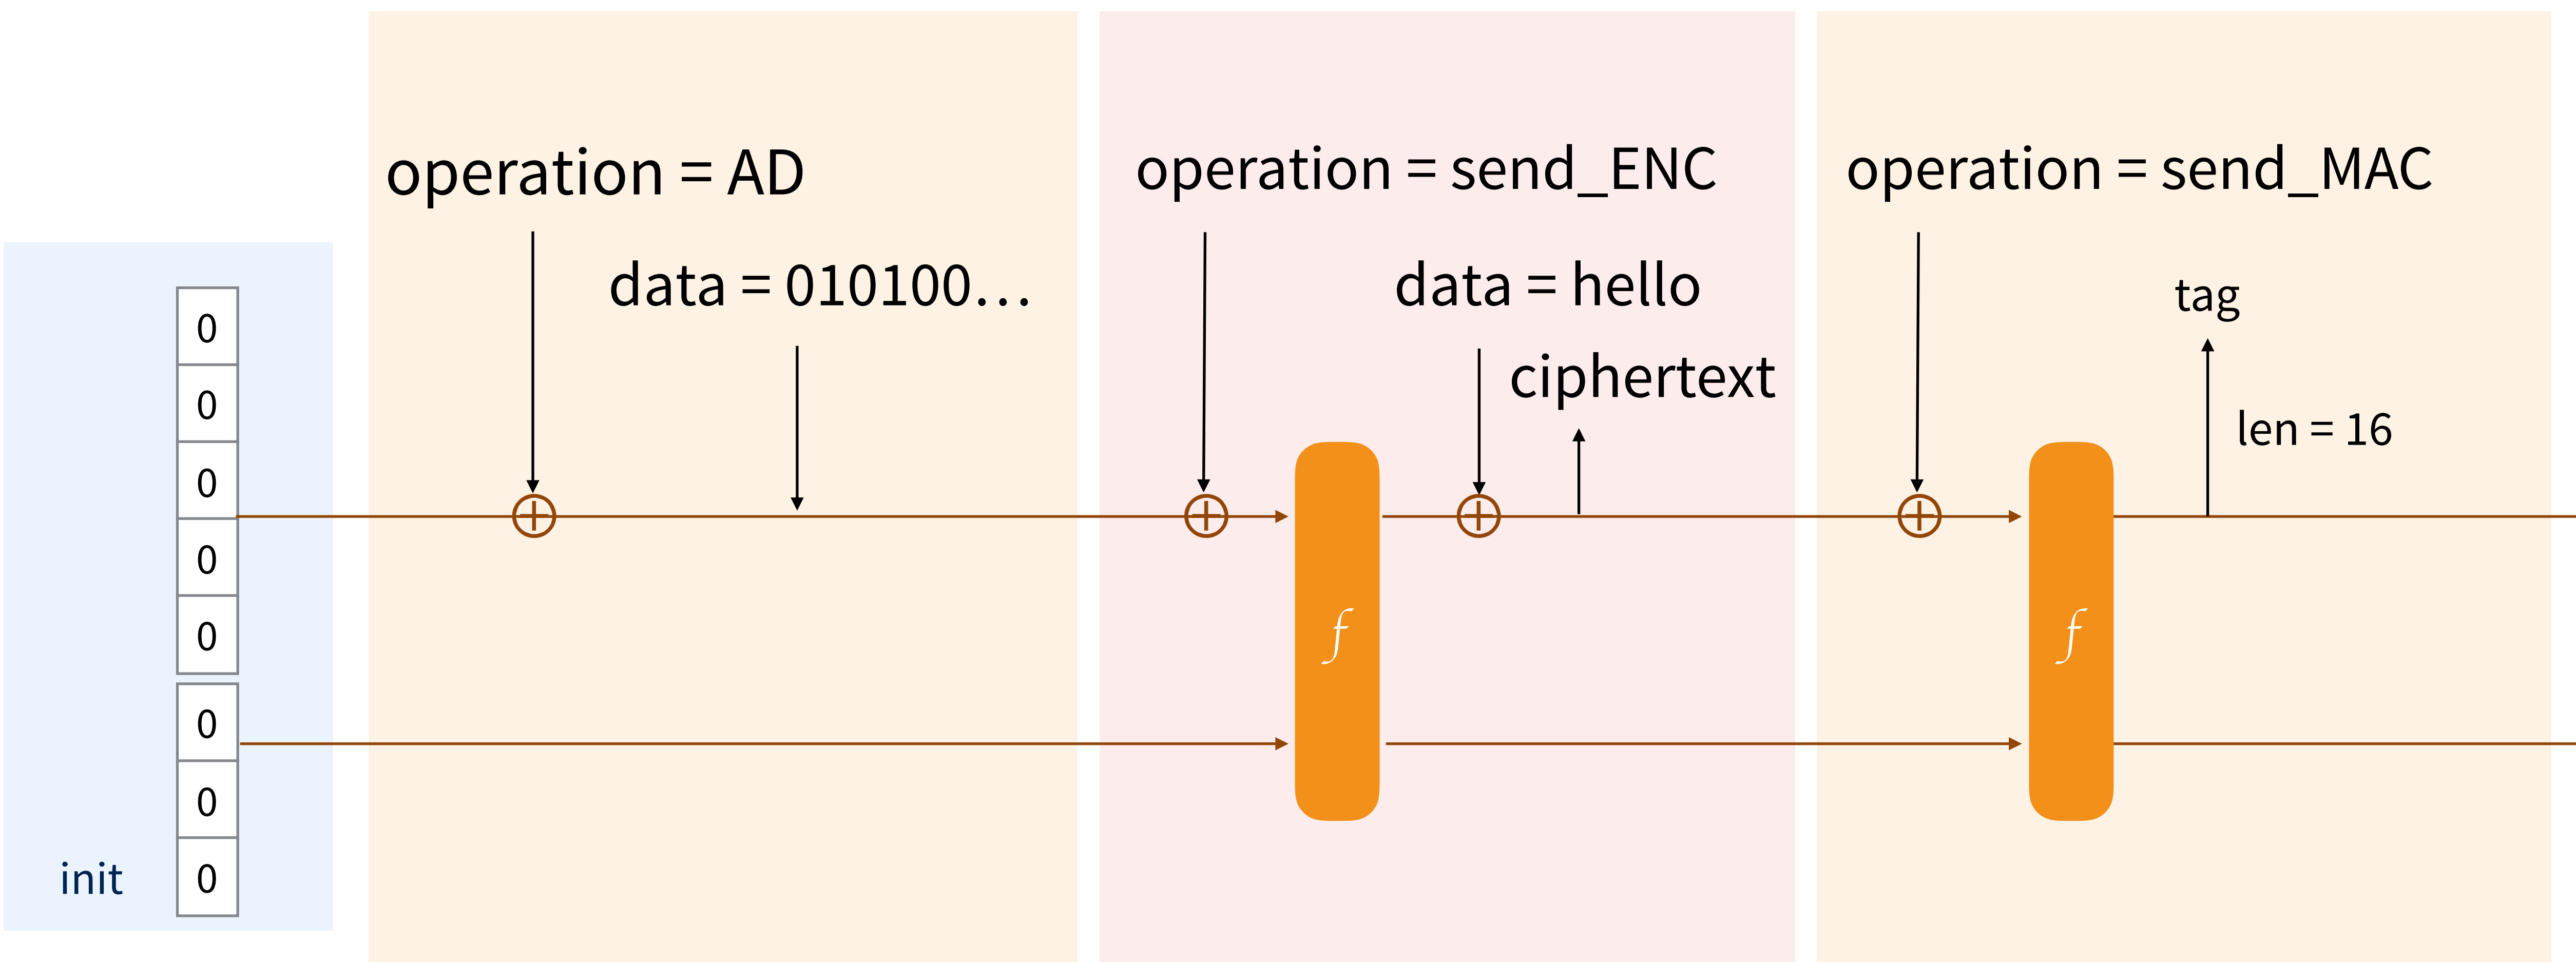 init
0
0
0
0
0
0
0
0
operation = AD
data = 010100…
operation = send_ENC
data = hello
ciphertext
f
operation = send_MAC
tag
len = 16
f